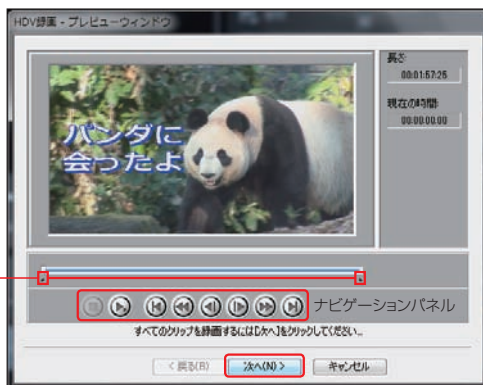 HDV録画 - プレビューウィンドウ
長さ:
00:01:57:26
現在の時間:
00:00:00:00
パンダに
会ったよ
ナビゲーションパネル
すべてのクリップを録画するには[次へ]をクリックしてください。
< 戻る(B)
次へ(N) >
キャンセル